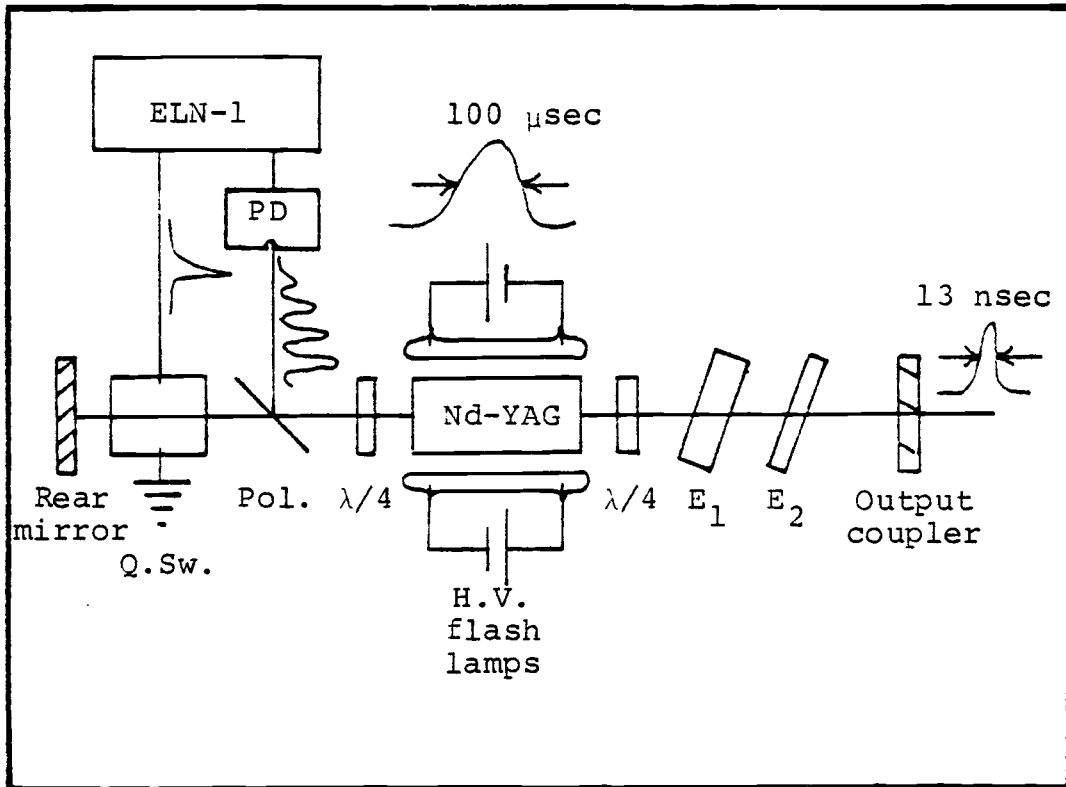 ELN-1
100 μsec
PD
13 nsec
Nd-YAG
Rear
mirror
Q.Sw.
Pol.
λ/4
λ/4
E1
E2
Output
coupler
H.V.
flash
lamps